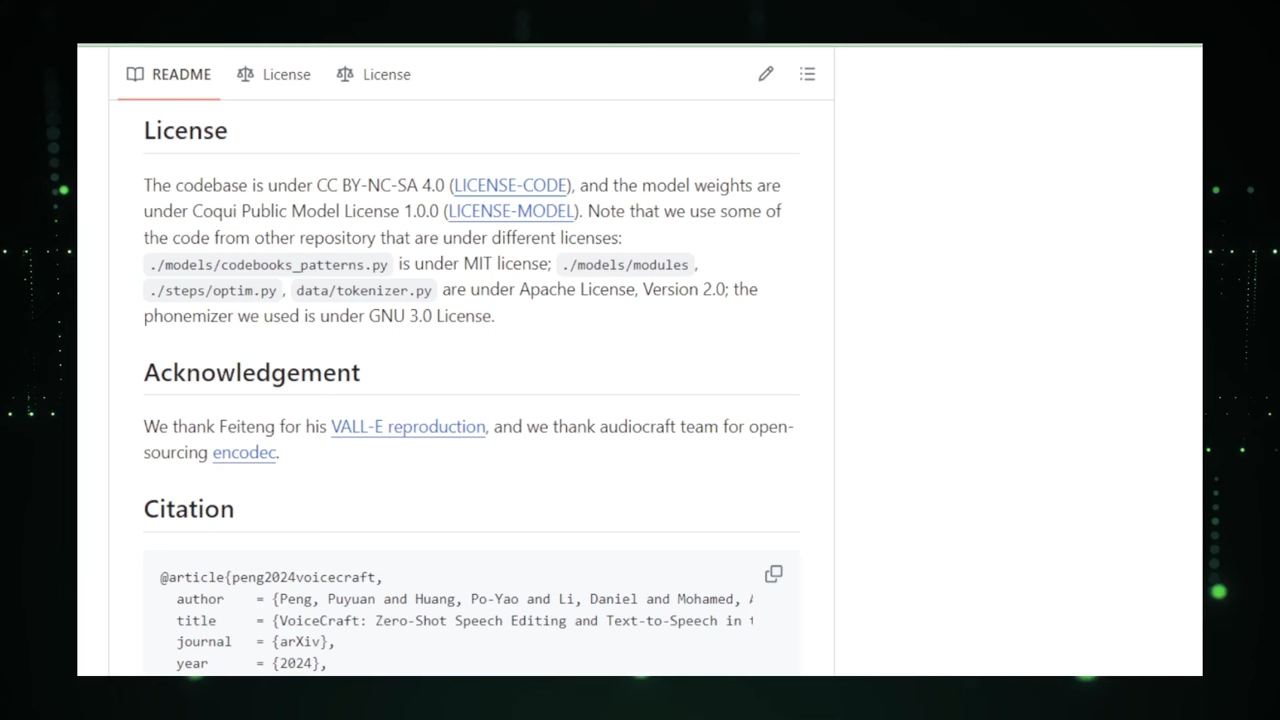 README License License
License
The codebase is under CC BY-NC-SA 4.0 (LICENSE-CODE), and the model weights are
under Coqui Public Model License 1.0.0 (LICENSE-MODEL). Note that we use some of
the code from other repository that are under different licenses:
./models/codebooks_patterns.py is under MIT license; ./models/modules,
./steps/optim.py, data/tokenizer.py are under Apache License, Version 2.0; the
phonemizer we used is under GNU 3.0 License.
Acknowledgement
We thank Feiteng for his VALL-E reproduction, and we thank audiocraft team for open-
sourcing encodec.
Citation
@article{peng2024voicecraft,
author = {Peng, Puyuan and Huang, Po-Yao and Li, Daniel and Mohamed,
title = {VoiceCraft: Zero-Shot Speech Editing and Text-to-Speech in
journal = {arXiv},
year = {2024},